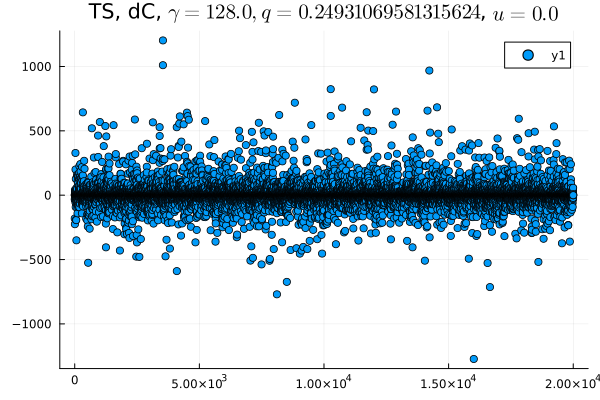 TS, dC, γ = 128.0, q = 0.24931069581315624, u = 0.0
y1
1000
500
0
−500
−1000
0 5.00×10³ 1.00×10⁴ 1.50×10⁴ 2.00×10⁴